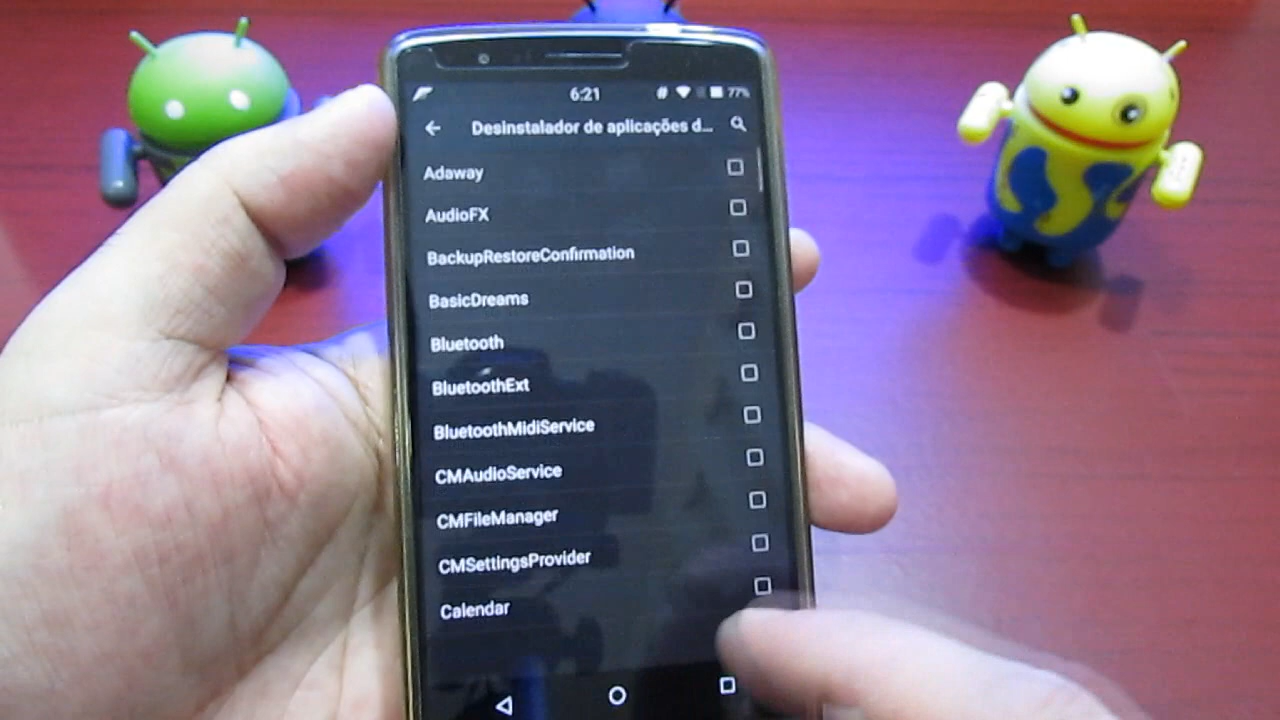 6:21
77%
Desinstalador de aplicações d...
Adaway
AudioFX
BackupRestoreConfirmation
BasicDreams
Bluetooth
BluetoothExt
BluetoothMidiService
CMAudioService
CMFileManager
CMSettingsProvider
Calendar